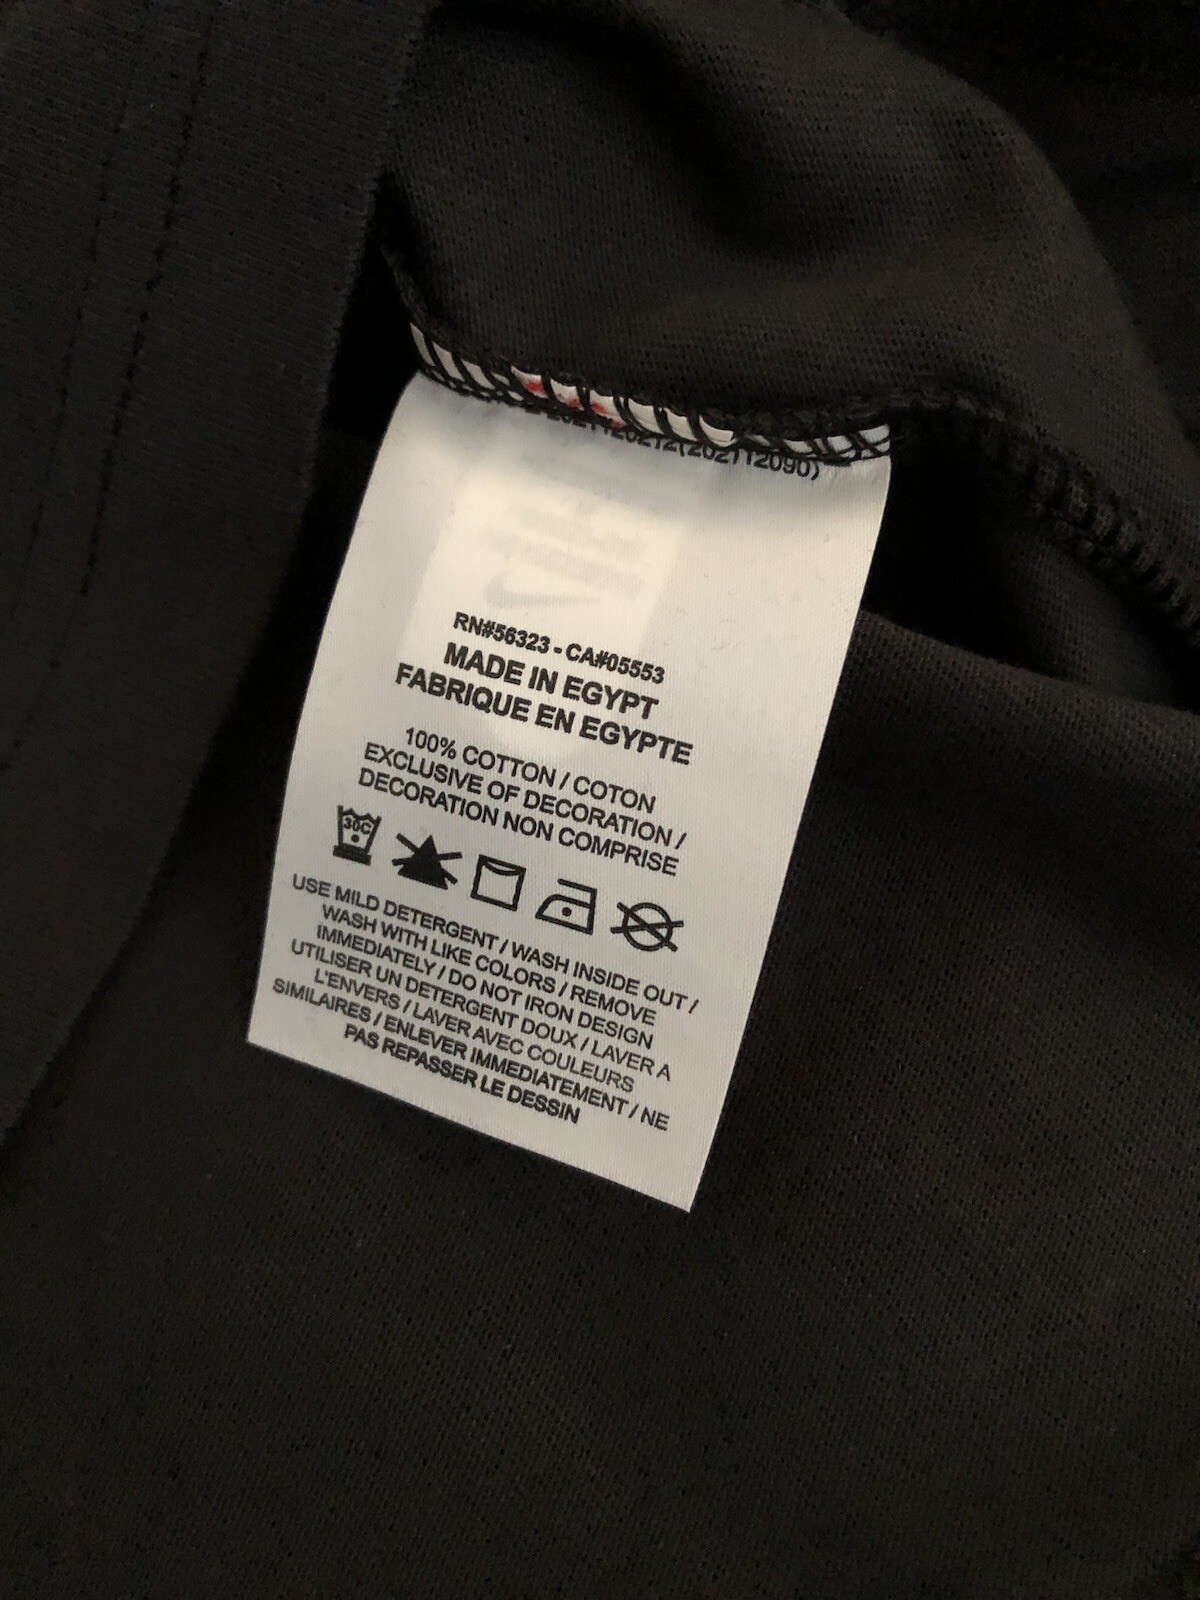 20211120212(202112090)
RN#56323 - CA#05553
MADE IN EGYPT
FABRIQUE EN EGYPTE
100% COTTON / COTON
EXCLUSIVE OF DECORATION /
DECORATION NON COMPRISE
30C
USE MILD DETERGENT / WASH INSIDE OUT /
WASH WITH LIKE COLORS / REMOVE
IMMEDIATELY / DO NOT IRON DESIGN
UTILISER UN DETERGENT DOUX / LAVER A
L'ENVERS / LAVER AVEC COULEURS
SIMILAIRES / ENLEVER IMMEDIATEMENT / NE
PAS REPASSER LE DESSIN